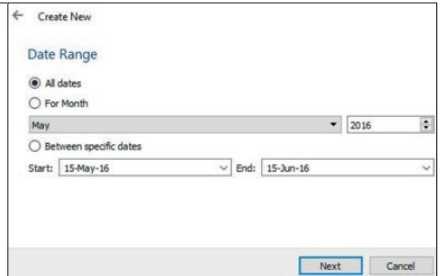 Create New
Date Range
All dates
For Month
May 2016
Between specific dates
Start: 15-May-16 End: 15-Jun-16
Next Cancel